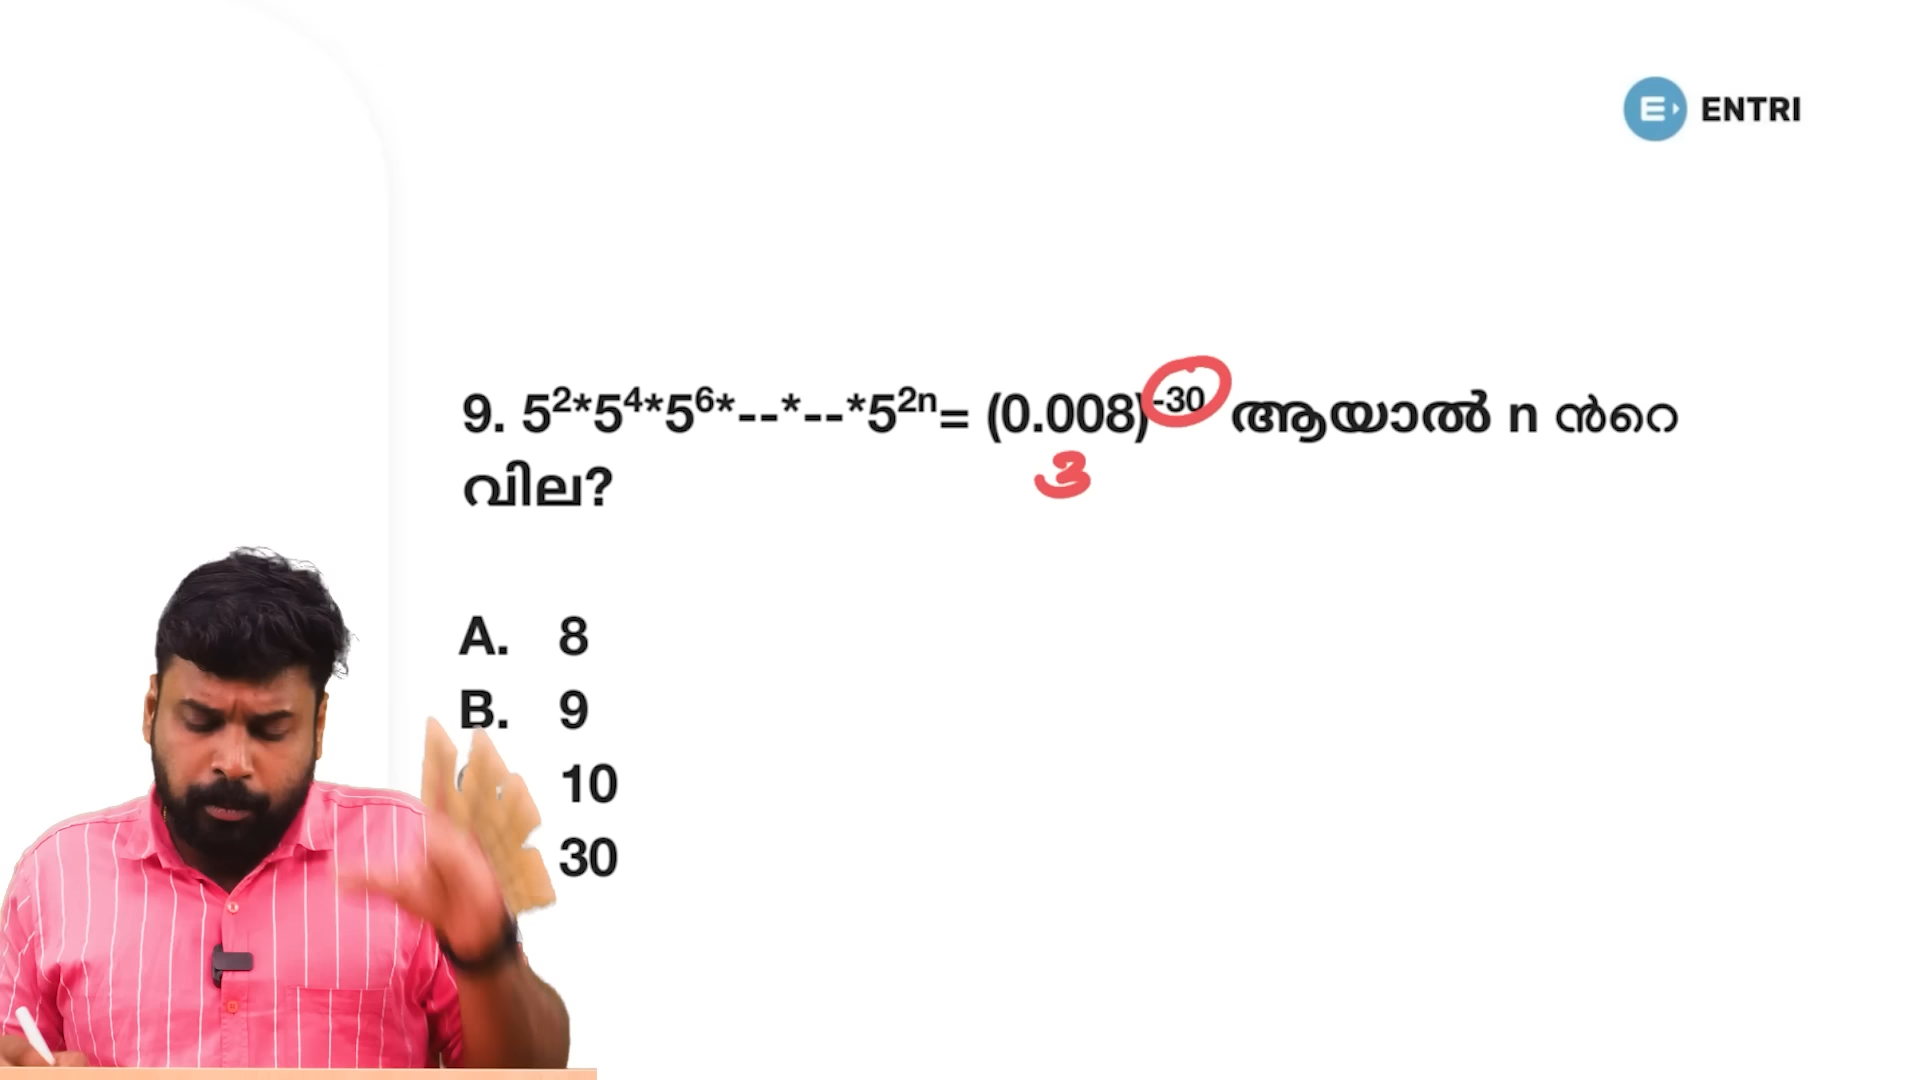 ENTRI
9. 5²*5⁴*5⁶*--*--*5²ⁿ= (0.008)⁻³⁰ ആയാൽ n ൻറെ
3
വില?
A. 8
B. 9
10
30